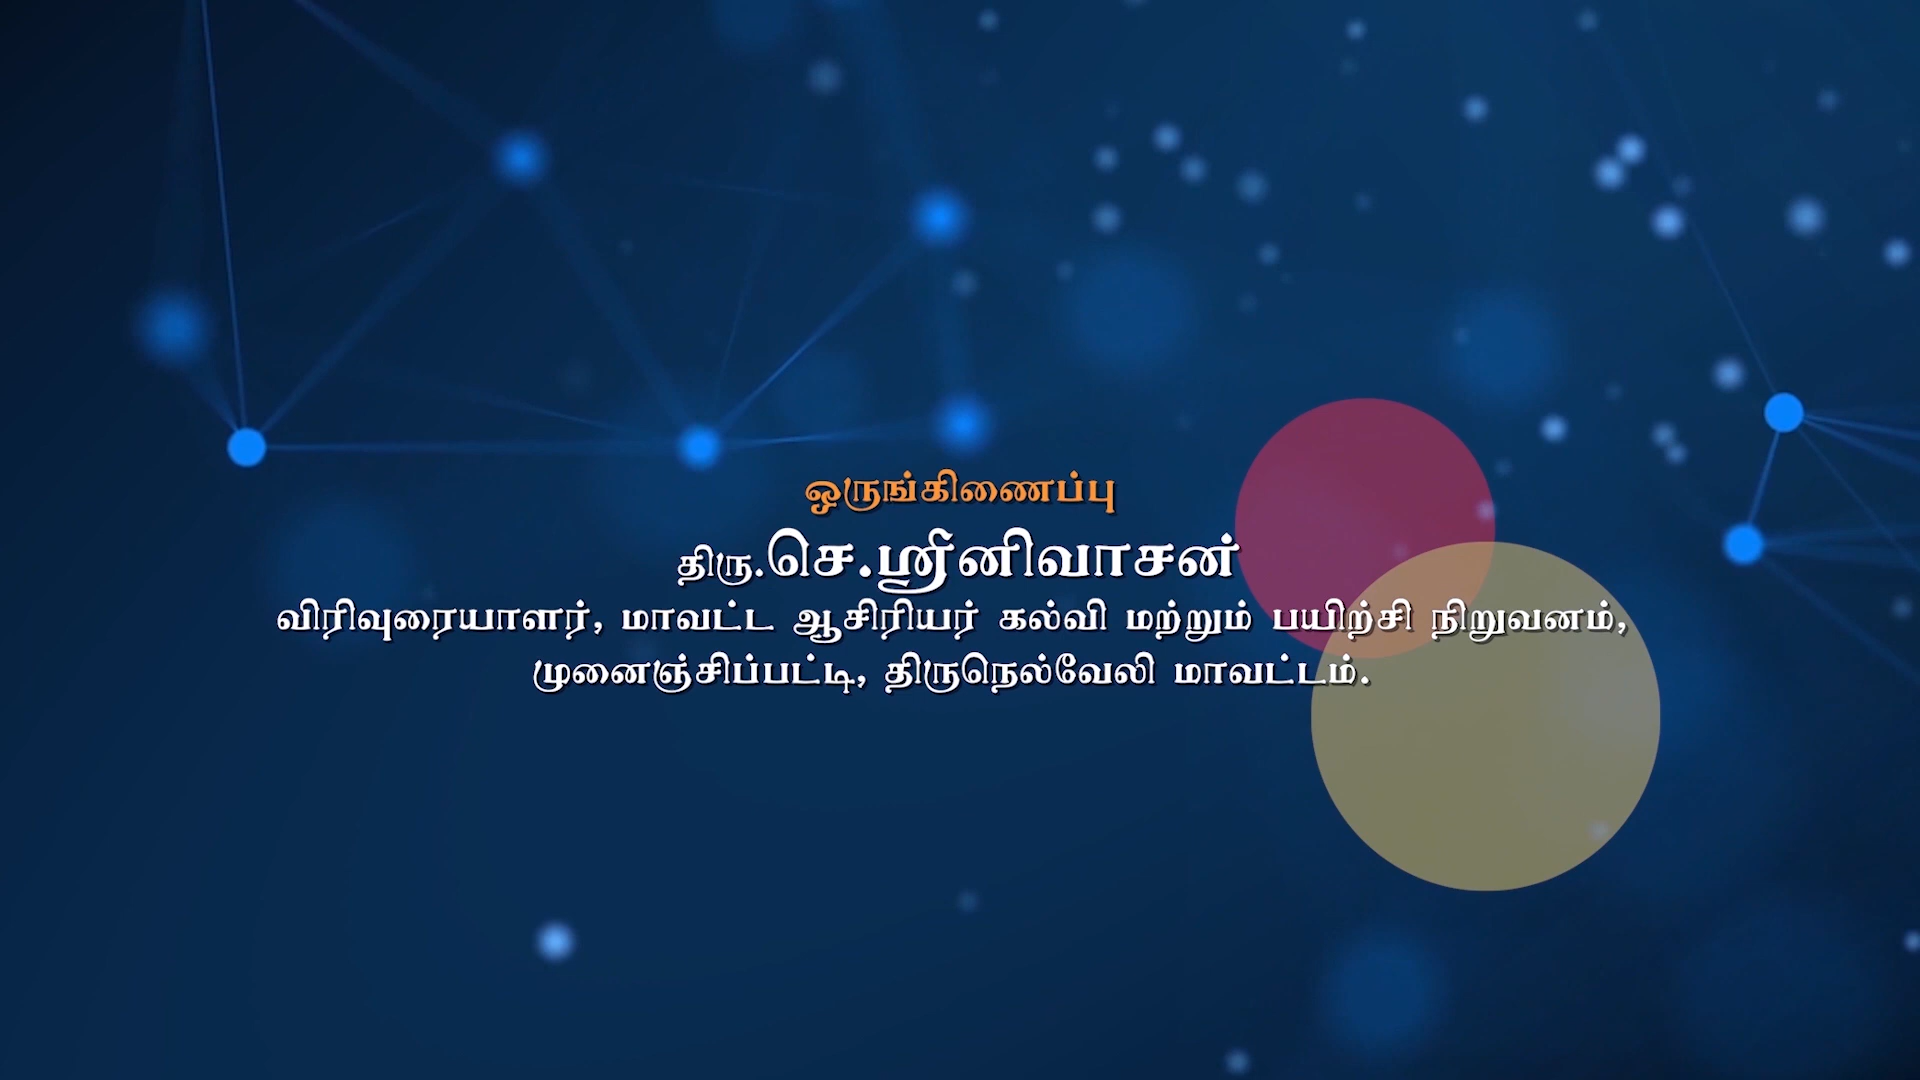 ஒருங்கிணைப்பு
திரு.செ.ஸ்ரீனிவாசன்
விரிவுரையாளர், மாவட்ட ஆசிரியர் கல்வி மற்றும் பயிற்சி நிறுவனம்,
முனைஞ்சிப்பட்டி, திருநெல்வேலி மாவட்டம்.